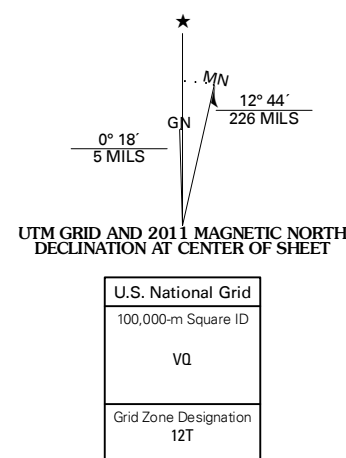 ★
MN
12° 44´
226 MILS
GN
0° 18´
5 MILS
UTM GRID AND 2011 MAGNETIC NORTH
DECLINATION AT CENTER OF SHEET
U.S. National Grid
100,000-m Square ID
VQ
Grid Zone Designation
12T